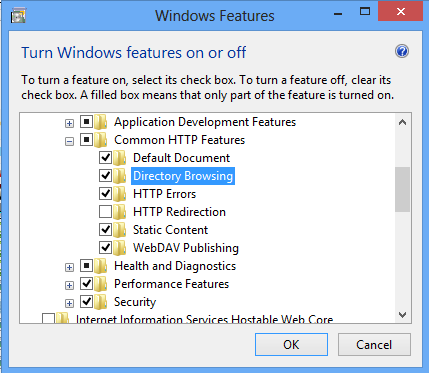 Windows Features
Turn Windows features on or off
To turn a feature on, select its check box. To turn a feature off, clear its
check box. A filled box means that only part of the feature is turned on.
Application Development Features
Common HTTP Features
Default Document
Directory Browsing
HTTP Errors
HTTP Redirection
Static Content
WebDAV Publishing
Health and Diagnostics
Performance Features
Security
Internet Information Services Hostable Web Core
OK
Cancel